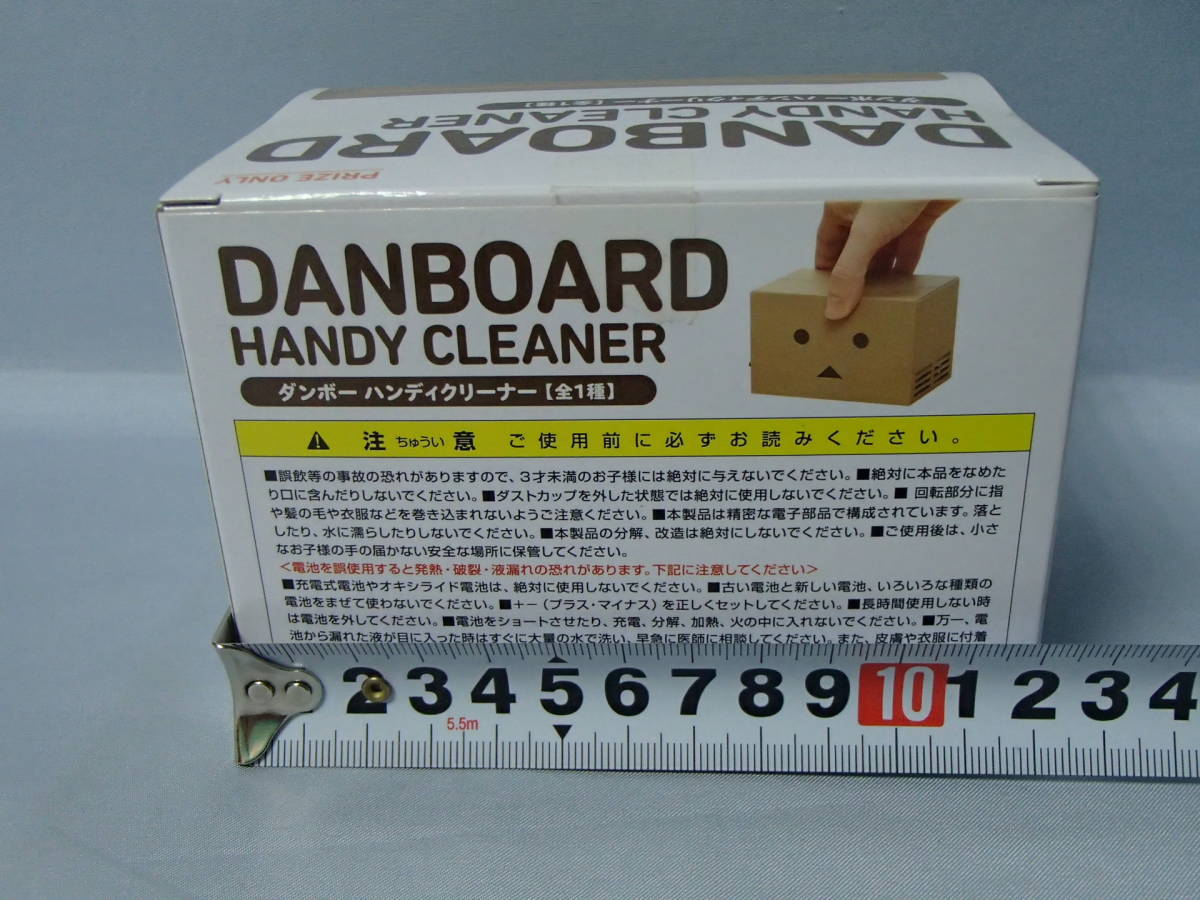 PRIZE ONLY
DANBOARD
HANDY CLEANER
ダンボー ハンディクリーナー【全1種】
DANBOARD
HANDY CLEANER
ダンボー ハンディクリーナー【全1種】
注 ちゅうい 意 ご使用前に必ずお読みください。
■誤飲等の事故の恐れがありますので、3才未満のお子様には絶対に与えないでください。■絶対に本品をなめた
り口に含んだりしないでください。■ダストカップを外した状態では絶対に使用しないでください。■ 回転部分に指
や髪の毛や衣服などを巻き込まれないようご注意ください。■本製品は精密な電子部品で構成されています。落と
したり、水に濡らしたりしないでください。■本製品の分解、改造は絶対にしないでください。■ご使用後は、小さ
なお子様の手の届かない安全な場所に保管してください。
<電池を誤使用すると発熱・破裂・液漏れの恐れがあります。下記に注意してください>
■充電式電池やオキシライド電池は、絶対に使用しないでください。■古い電池と新しい電池、いろいろな種類の
電池をまぜて使わないでください。■+−(プラス・マイナス)を正しくセットしてください。■長時間使用しない時
は電池を外してください。■電池をショートさせたり、充電、分解、加熱、火の中に入れないでください。■万一、電
池から漏れた液が目に入った時はすぐに大量の水で洗い、早急に医師に相談してください。また、皮膚や衣服に付着
2 3 4 5 6 7 8 9 10 1 2 3 4
5.5m